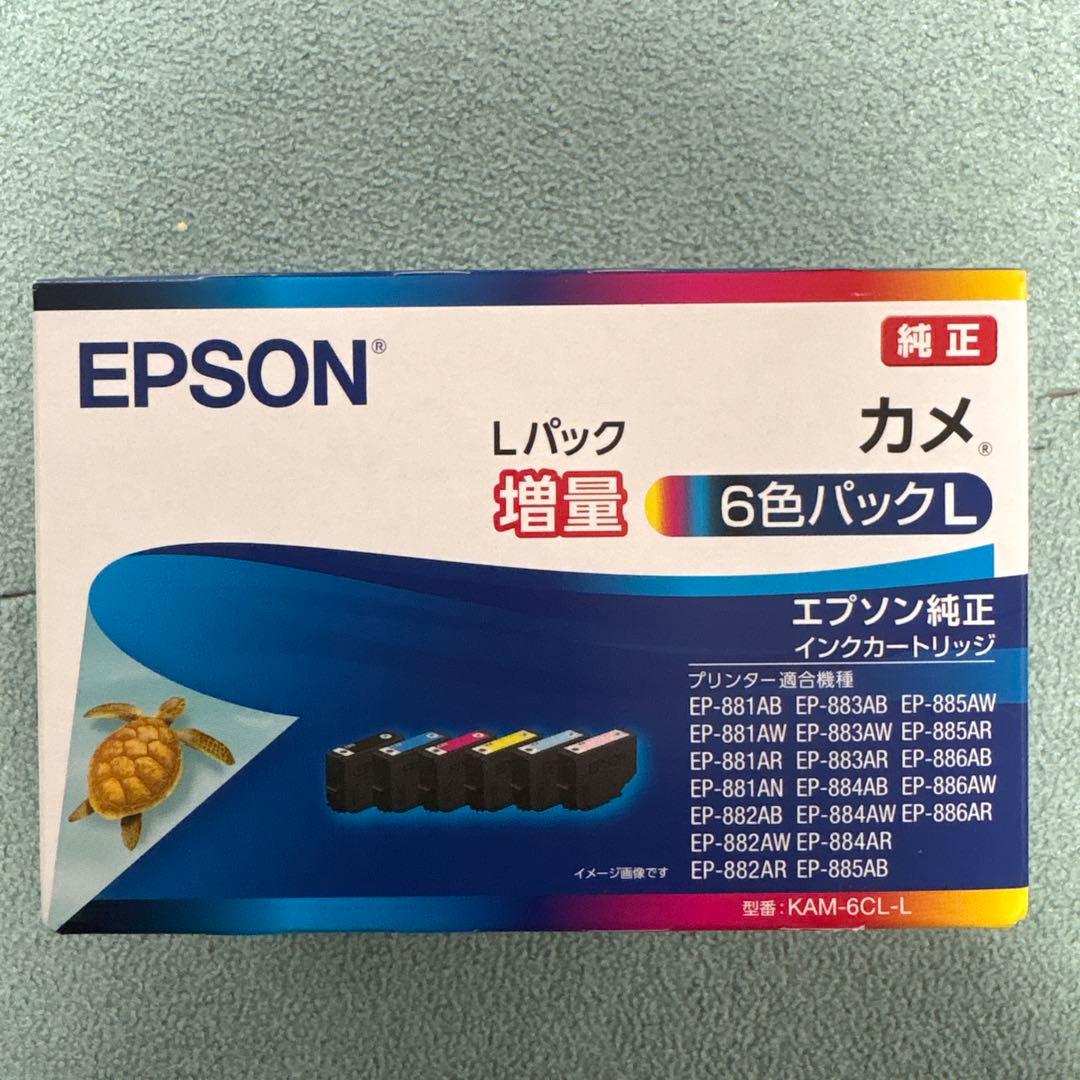 EPSON®
純正
Lパック
増量
カメ®
6色パックL
エプソン純正
インクカートリッジ
プリンター適合機種
EP-881AB EP-883AB EP-885AW
EP-881AW EP-883AW EP-885AR
EP-881AR EP-883AR EP-886AB
EP-881AN EP-884AB EP-886AW
EP-882AB EP-884AW EP-886AR
EP-882AW EP-884AR
EP-882AR EP-885AB
EPSON
イメージ画像です
型番:KAM-6CL-L